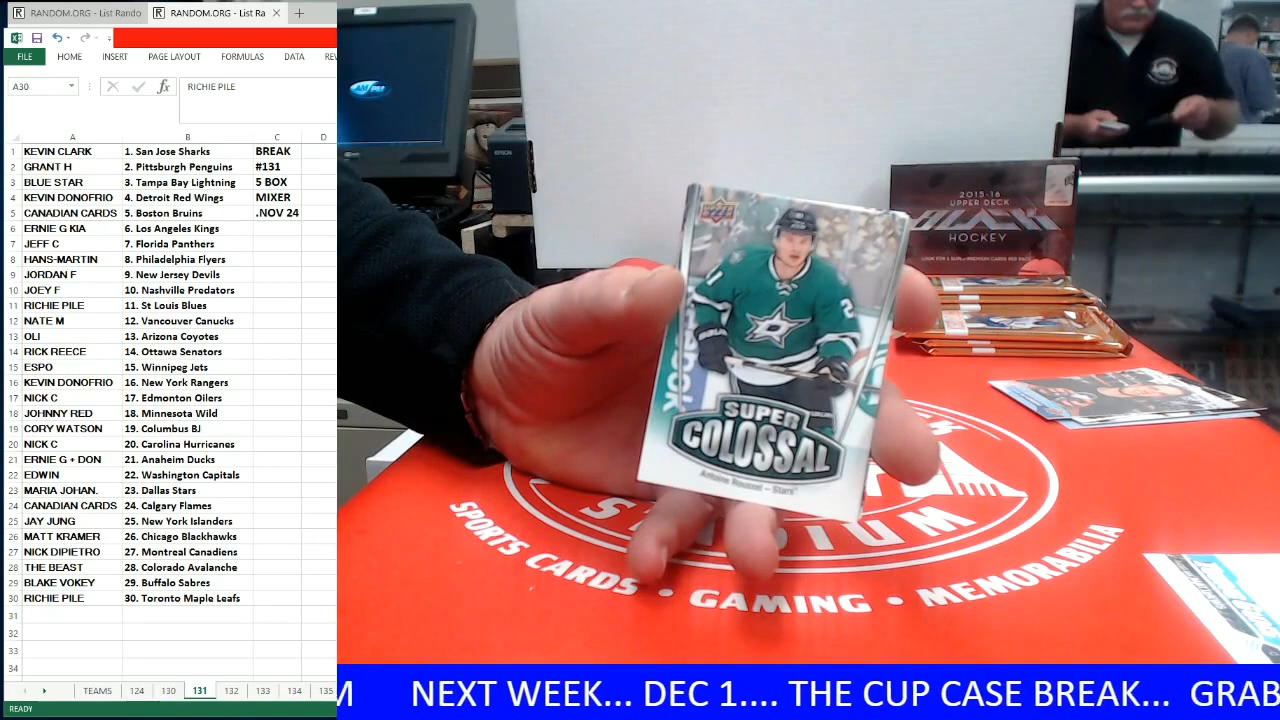 RANDOM.ORG - List Rando
RANDOM.ORG - List Ra
FILE HOME INSERT PAGE LAYOUT FORMULAS DATA REV
A30 fx RICHIE PILE
A B C D
1 KEVIN CLARK 1. San Jose Sharks BREAK
2 GRANT H 2. Pittsburgh Penguins #131
3 BLUE STAR 3. Tampa Bay Lightning 5 BOX
4 KEVIN DONOFRIO 4. Detroit Red Wings MIXER
5 CANADIAN CARDS 5. Boston Bruins .NOV 24
6 ERNIE G KIA 6. Los Angeles Kings
7 JEFF C 7. Florida Panthers
8 HANS-MARTIN 8. Philadelphia Flyers
9 JORDAN F 9. New Jersey Devils
10 JOEY F 10. Nashville Predators
11 RICHIE PILE 11. St Louis Blues
12 NATE M 12. Vancouver Canucks
13 OLI 13. Arizona Coyotes
14 RICK REECE 14. Ottawa Senators
15 ESPO 15. Winnipeg Jets
16 KEVIN DONOFRIO 16. New York Rangers
17 NICK C 17. Edmonton Oilers
18 JOHNNY RED 18. Minnesota Wild
19 CORY WATSON 19. Columbus BJ
20 NICK C 20. Carolina Hurricanes
21 ERNIE G + DON 21. Anaheim Ducks
22 EDWIN 22. Washington Capitals
23 MARIA JOHAN. 23. Dallas Stars
24 CANADIAN CARDS 24. Calgary Flames
25 JAY JUNG 25. New York Islanders
26 MATT KRAMER 26. Chicago Blackhawks
27 NICK DIPIETRO 27. Montreal Canadiens
28 THE BEAST 28. Colorado Avalanche
29 BLAKE VOKEY 29. Buffalo Sabres
30 RICHIE PILE 30. Toronto Maple Leafs
31
32
33
34
TEAMS 124 130 131 132 133 134 135
READY
AM/PM
EPSON
2015-16
UPPER DECK
BLACK
HOCKEY
21
SUPER
COLOSSAL
Antoine Roussel – Stars
STADIUM
SPORTS CARDS • GAMING • MEMORABILIA
M NEXT WEEK... DEC 1.... THE CUP CASE BREAK... GRAB